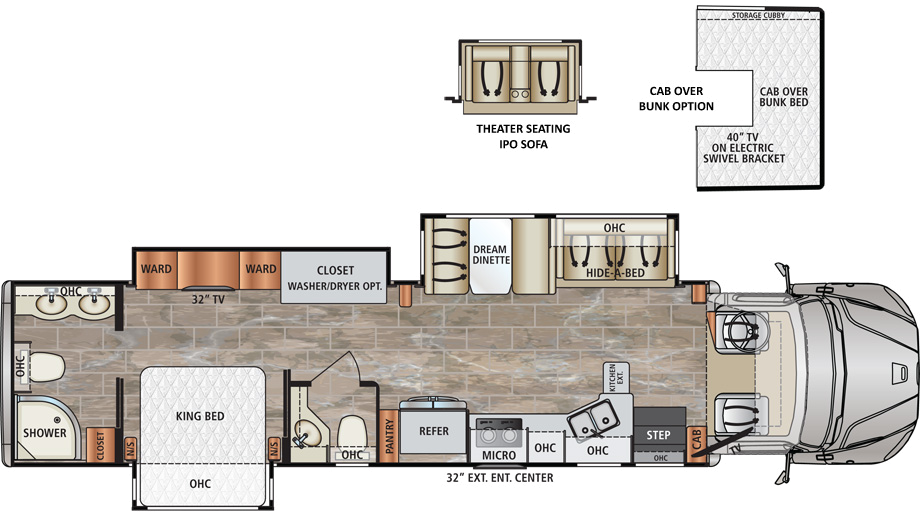 STORAGE CUBBY
CAB OVER
BUNK OPTION
CAB OVER
BUNK BED
THEATER SEATING
IPO SOFA
40” TV
ON ELECTRIC
SWIVEL BRACKET
OHC
DREAM
DINETTE
HIDE-A-BED
WARD
WARD
CLOSET
WASHER/DRYER OPT.
32” TV
OHC
OHC
KITCHEN
EXT.
KING BED
SHOWER
CLOSET
N/S
N/S
OHC
PANTRY
REFER
MICRO
OHC
OHC
STEP
OHC
CAB
OHC
32” EXT. ENT. CENTER